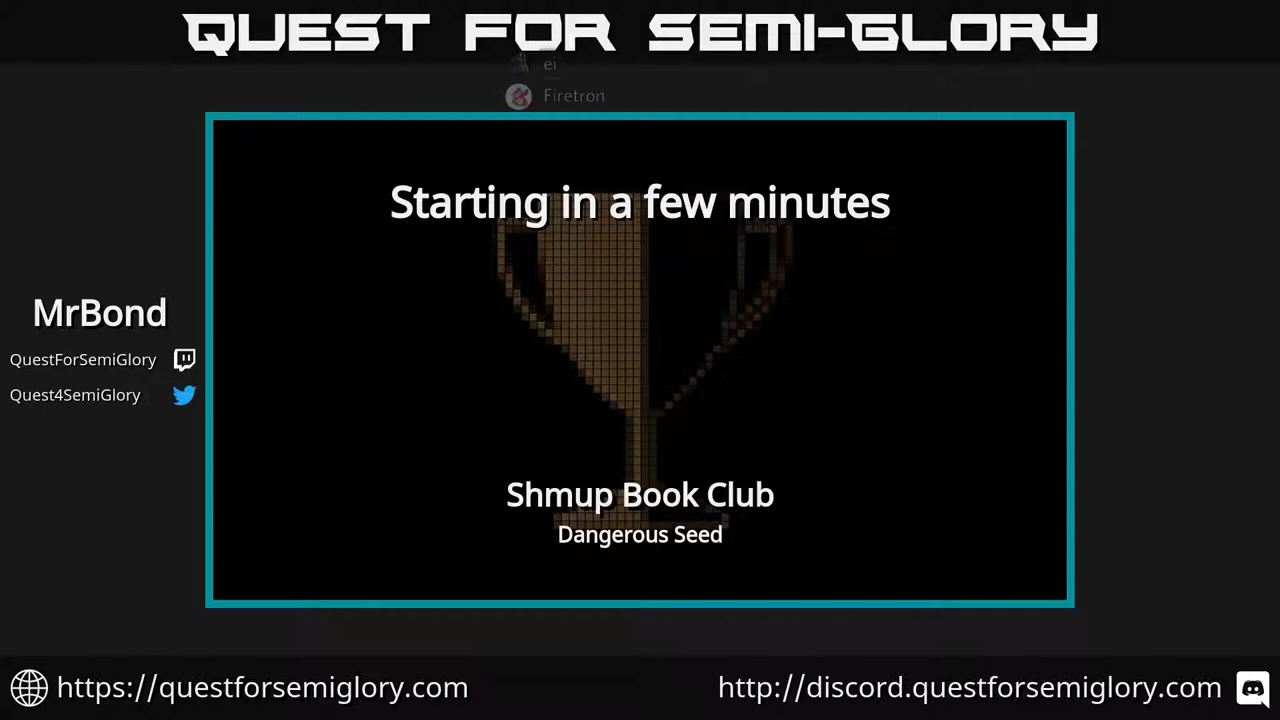 QUEST FOR SEMI-GLORY
ei
Firetron
Starting in a few minutes
MrBond
QuestForSemiGlory
Quest4SemiGlory
Shmup Book Club
Dangerous Seed
https://questforsemiglory.com
http://discord.questforsemiglory.com